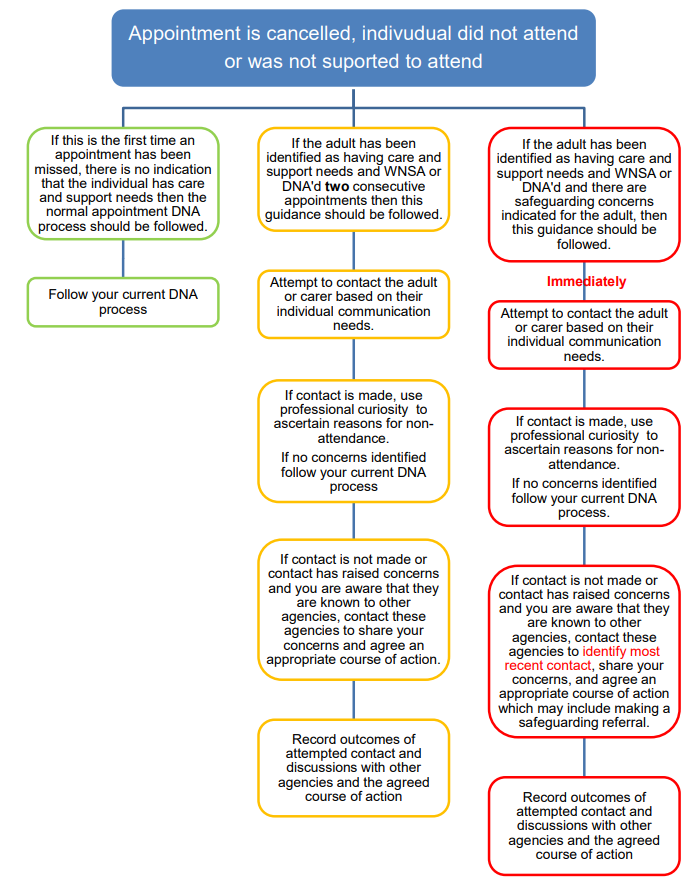 Appointment is cancelled, indivudual did not attend
or was not suported to attend
If this is the first time an
appointment has been
missed, there is no indication
that the individual has care
and support needs then the
normal appointment DNA
process should be followed.
Follow your current DNA
process
If the adult has been
identified as having care and
support needs and WNSA or
DNA'd two consecutive
appointments then this
guidance should be followed.
Attempt to contact the adult
or carer based on their
individual communication
needs.
If contact is made, use
professional curiosity to
ascertain reasons for non-
attendance.
If no concerns identified
follow your current DNA
process
If contact is not made or
contact has raised concerns
and you are aware that they
are known to other
agencies, contact these
agencies to share your
concerns and agree an
appropriate course of action.
Record outcomes of
attempted contact and
discussions with other
agencies and the agreed
course of action
If the adult has been
identified as having care and
support needs and WNSA or
DNA'd and there are
safeguarding concerns
indicated for the adult, then
this guidance should be
followed.
Immediately
Attempt to contact the adult
or carer based on their
individual communication
needs.
If contact is made, use
professional curiosity to
ascertain reasons for non-
attendance.
If no concerns identified
follow your current DNA
process.
If contact is not made or
contact has raised concerns
and you are aware that they
are known to other
agencies, contact these
agencies to identify most
recent contact, share your
concerns, and agree an
appropriate course of action
which may include making a
safeguarding referral.
Record outcomes of
attempted contact and
discussions with other
agencies and the agreed
course of action